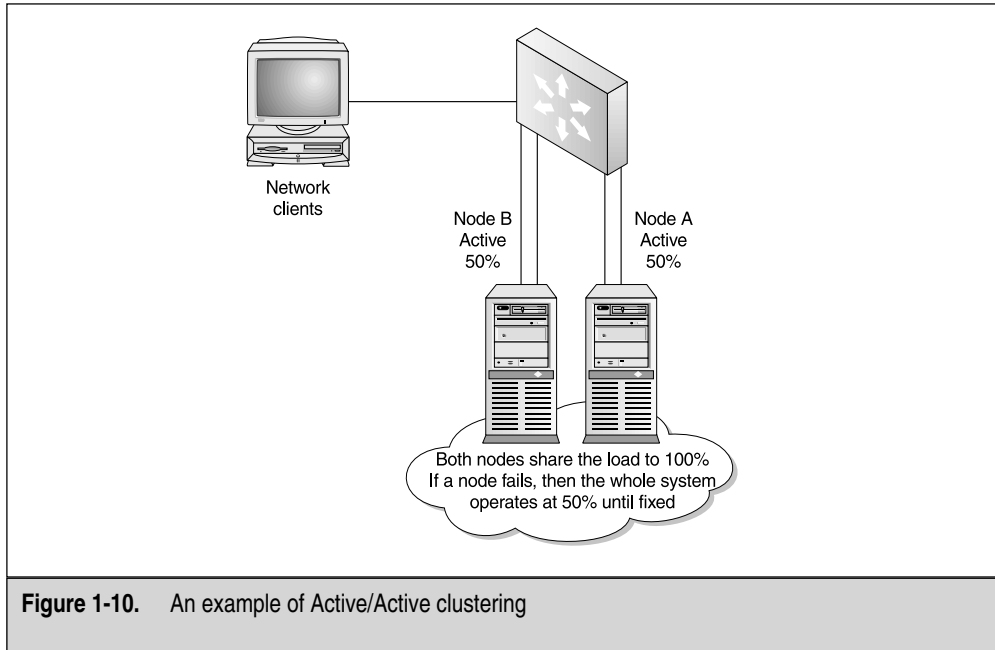 Network
clients
Node B
Active
50%
Node A
Active
50%
Both nodes share the load to 100%
If a node fails, then the whole system
operates at 50% until fixed
Figure 1-10. An example of Active/Active clustering